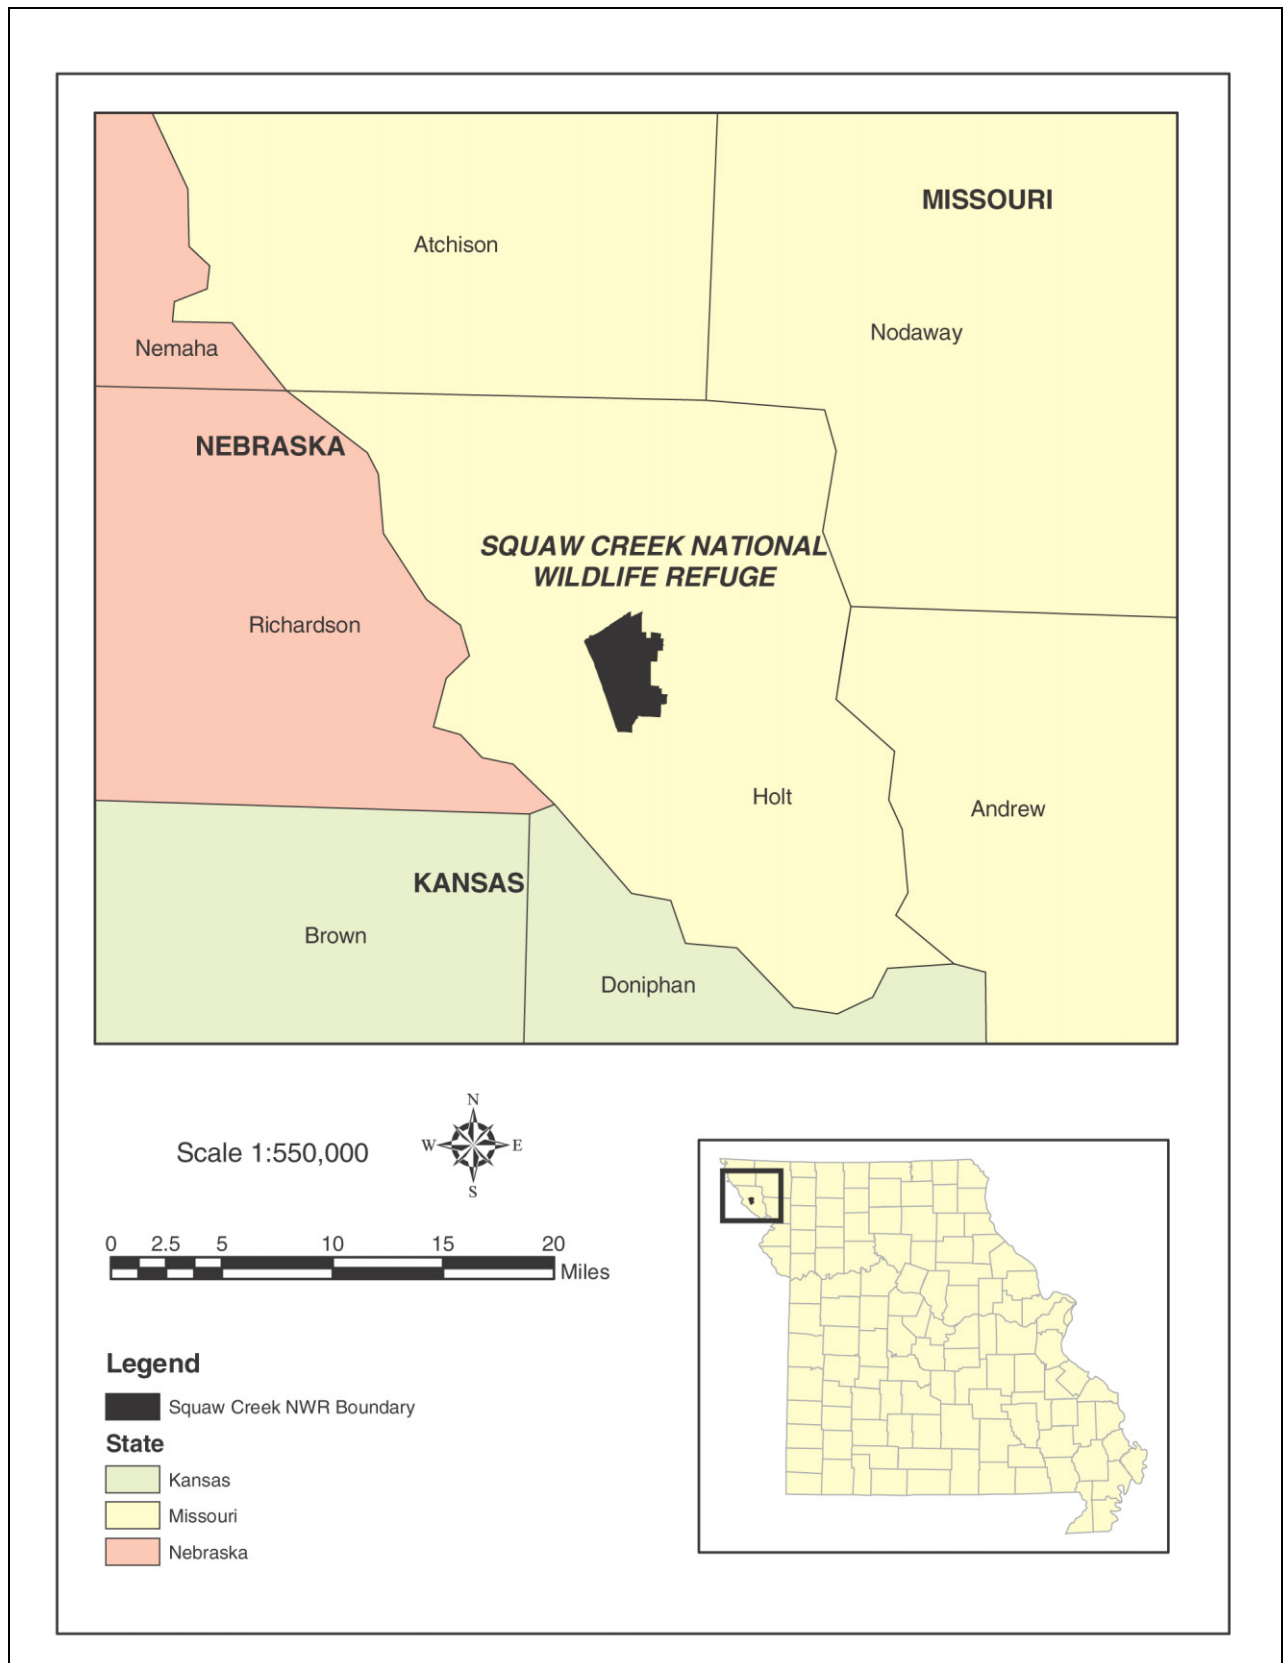 MISSOURI
Atchison
Nodaway
Nemaha
NEBRASKA
SQUAW CREEK NATIONAL
WILDLIFE REFUGE
Richardson
Holt
Andrew
KANSAS
Brown
Doniphan
N
Scale 1:550,000
W E
S
0 2.5 5 10 15 20
Miles
Legend
Squaw Creek NWR Boundary
State
Kansas
Missouri
Nebraska